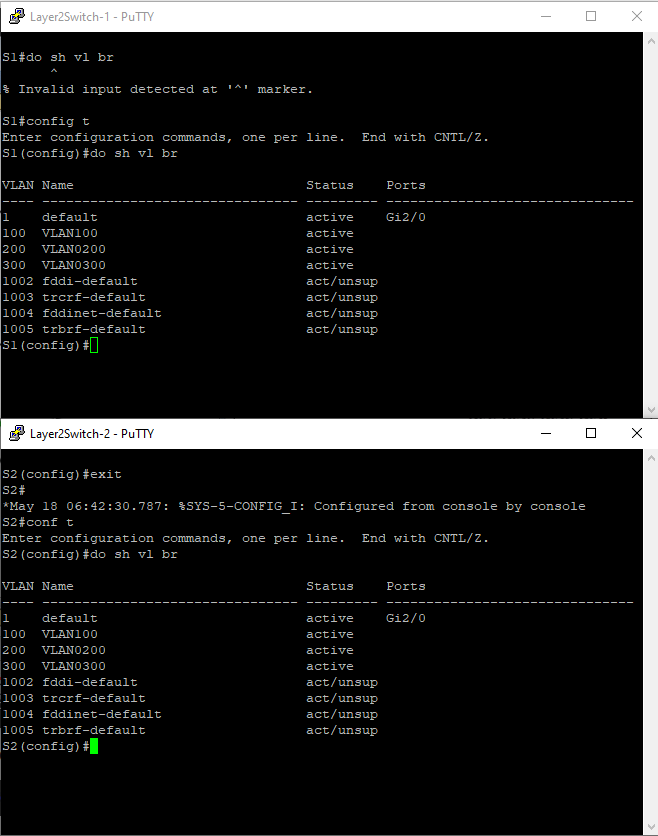 Layer2Switch-1 - PuTTY
S1#do sh vl br
       ^
% Invalid input detected at '^' marker.
S1#config t
Enter configuration commands, one per line.  End with CNTL/Z.
S1(config)#do sh vl br
VLAN Name                             Status    Ports
---- -------------------------------- --------- -------------------------------
1    default                          active    Gi2/0
100  VLAN100                          active
200  VLAN0200                         active
300  VLAN0300                         active
1002 fddi-default                     act/unsup
1003 trcrf-default                    act/unsup
1004 fddinet-default                  act/unsup
1005 trbrf-default                    act/unsup
S1(config)#
Layer2Switch-2 - PuTTY
S2(config)#exit
S2#
*May 18 06:42:30.787: %SYS-5-CONFIG_I: Configured from console by console
S2#conf t
Enter configuration commands, one per line.  End with CNTL/Z.
S2(config)#do sh vl br
VLAN Name                             Status    Ports
---- -------------------------------- --------- -------------------------------
1    default                          active    Gi2/0
100  VLAN100                          active
200  VLAN0200                         active
300  VLAN0300                         active
1002 fddi-default                     act/unsup
1003 trcrf-default                    act/unsup
1004 fddinet-default                  act/unsup
1005 trbrf-default                    act/unsup
S2(config)#